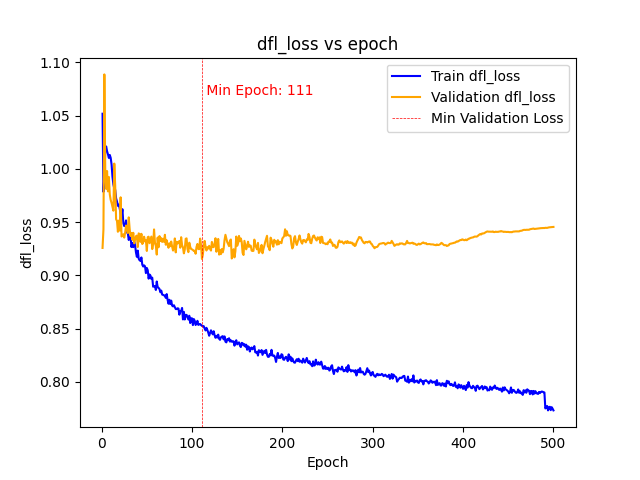 dfl_loss vs epoch
1.10
1.05
1.00
0.95
0.90
0.85
0.80
dfl_loss
Min Epoch: 111
Train dfl_loss
Validation dfl_loss
Min Validation Loss
0
100
200
300
400
500
Epoch